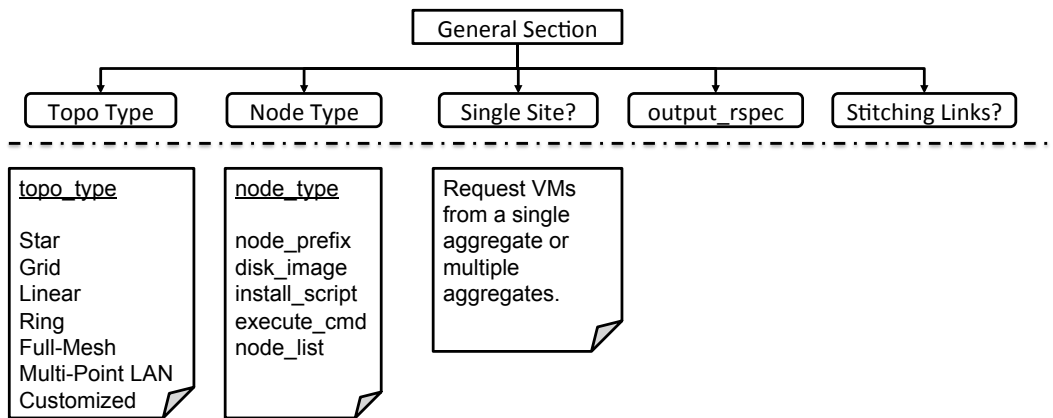 General Section
Topo Type
Node Type
Single Site?
output_rspec
Stitching Links?
topo_type
Star
Grid
Linear
Ring
Full-Mesh
Multi-Point LAN
Customized
node_type
node_prefix
disk_image
install_script
execute_cmd
node_list
Request VMs
from a single
aggregate or
multiple
aggregates.